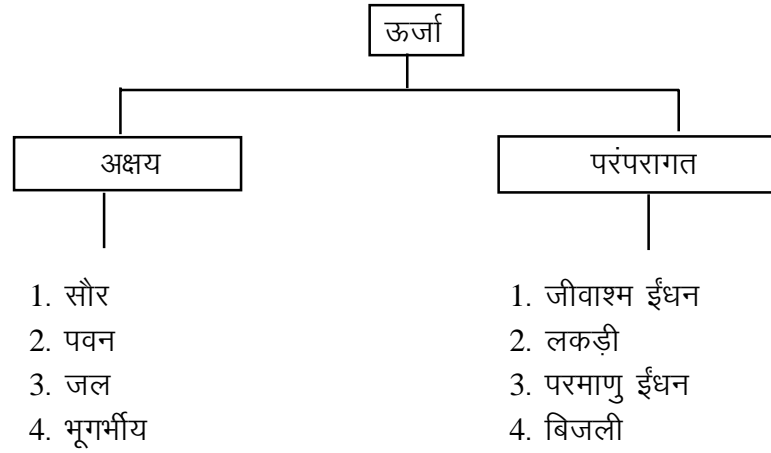 ऊर्जा
अक्षय
परंपरागत
1. सौर
2. पवन
3. जल
4. भूगर्भीय
1. जीवाश्म ईंधन
2. लकड़ी
3. परमाणु ईंधन
4. बिजली